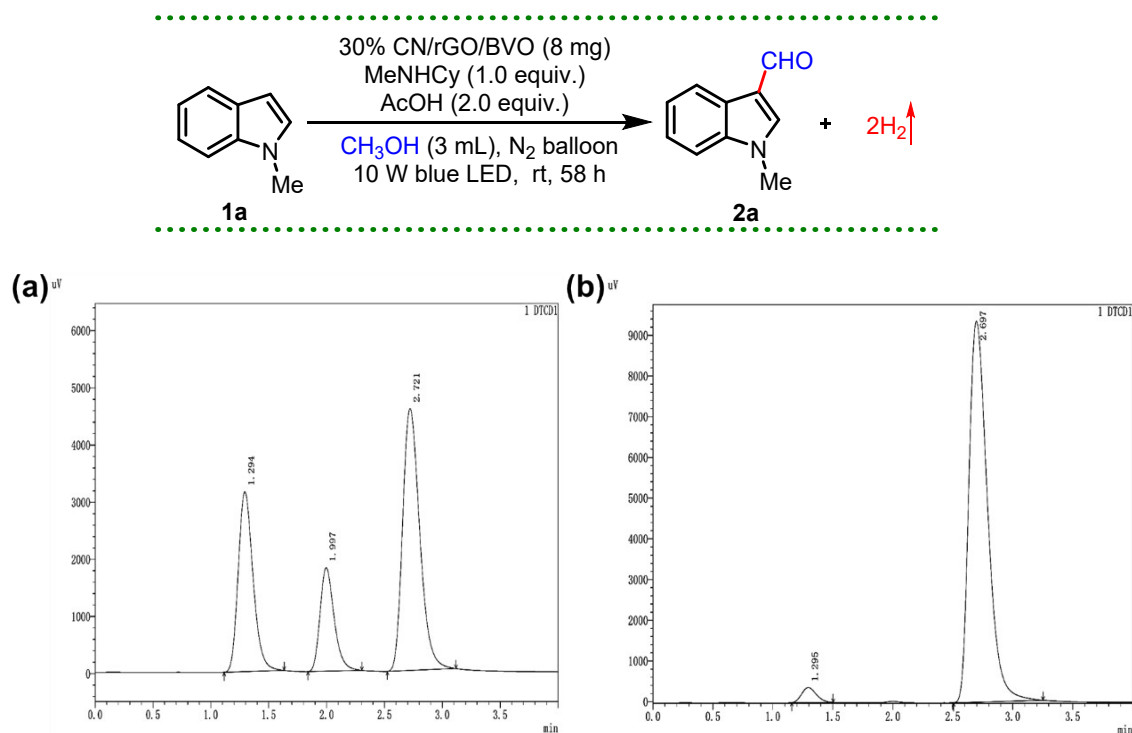 30% CN/rGO/BVO (8 mg)
MeNHCy (1.0 equiv.)
AcOH (2.0 equiv.)
CH₃OH (3 mL), N₂ balloon
10 W blue LED, rt, 58 h
N
Me
1a
CHO
N
Me
2a
+
2H₂
(a)
uV
1 DTCD1
6000
5000
4000
3000
2000
1000
0
1.294
1.997
2.721
0.0 0.5 1.0 1.5 2.0 2.5 3.0 3.5
min
(b)
uV
1 DTCD1
9000
8000
7000
6000
5000
4000
3000
2000
1000
0
1.295
2.697
0.0 0.5 1.0 1.5 2.0 2.5 3.0 3.5
min